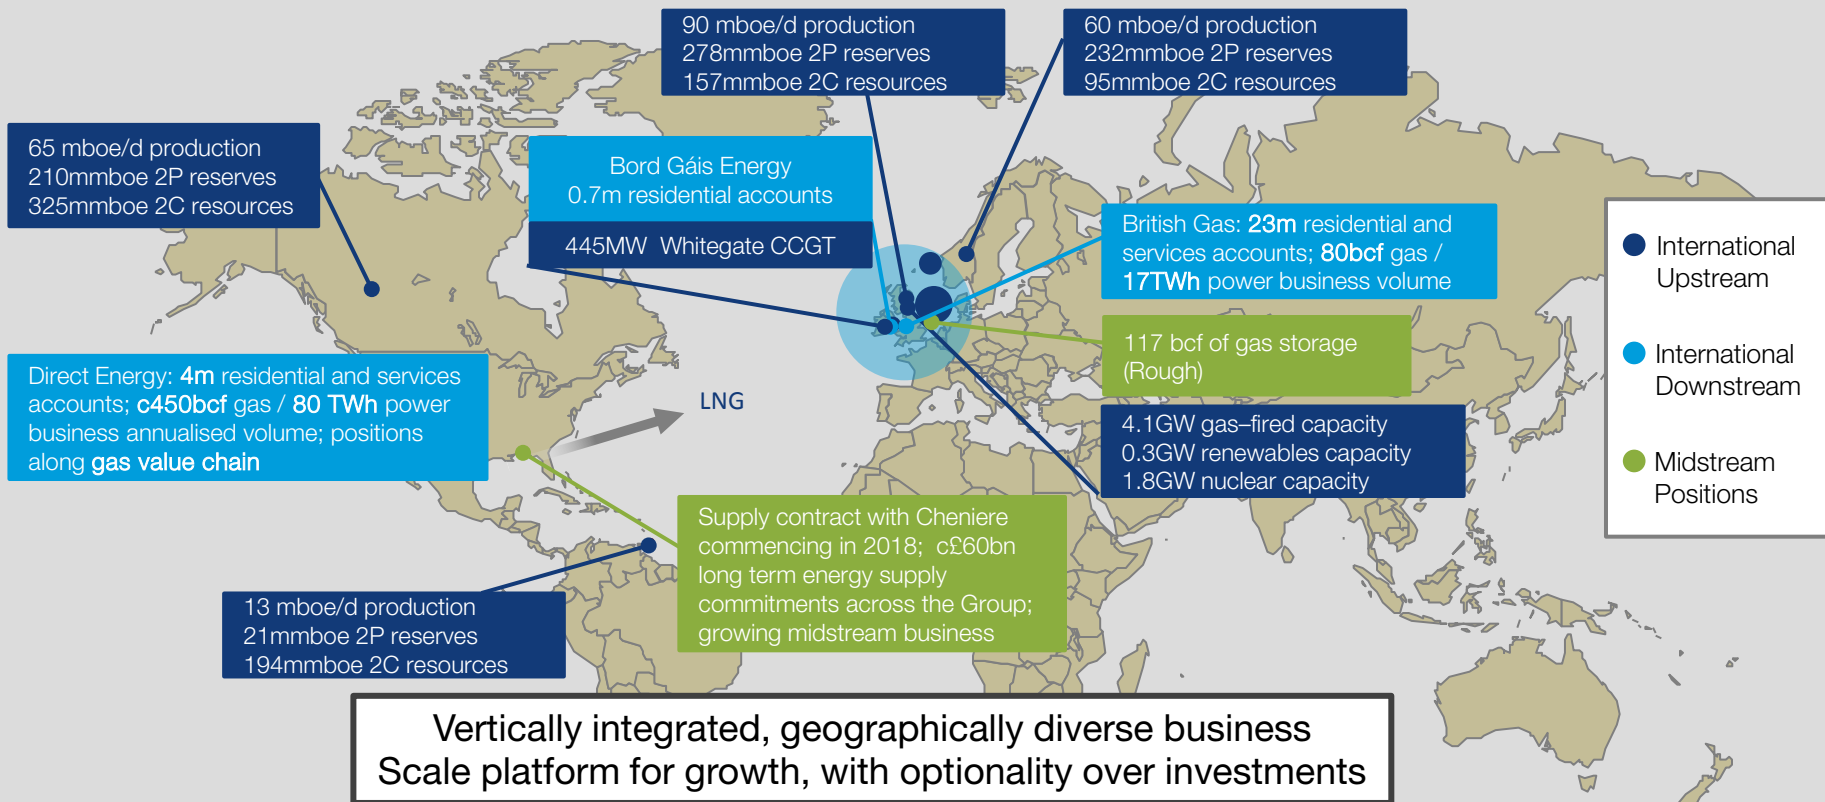 90 mboe/d production
278mmboe 2P reserves
157mmboe 2C resources
60 mboe/d production
232mmboe 2P reserves
95mmboe 2C resources
65 mboe/d production
210mmboe 2P reserves
325mmboe 2C resources
Bord Gáis Energy
0.7m residential accounts
445MW Whitegate CCGT
British Gas: 23m residential and
services accounts; 80bcf gas /
17TWh power business volume
International
Upstream
International
Downstream
Midstream
Positions
117 bcf of gas storage
(Rough)
Direct Energy: 4m residential and services
accounts; c450bcf gas / 80 TWh power
business annualised volume; positions
along gas value chain
LNG
4.1GW gas–fired capacity
0.3GW renewables capacity
1.8GW nuclear capacity
Supply contract with Cheniere
commencing in 2018; c£60bn
long term energy supply
commitments across the Group;
growing midstream business
13 mboe/d production
21mmboe 2P reserves
194mmboe 2C resources
Vertically integrated, geographically diverse business
Scale platform for growth, with optionality over investments